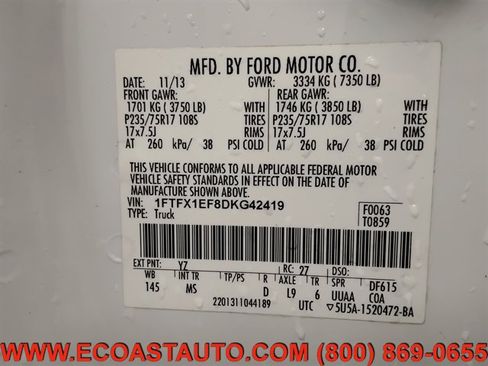 MFD. BY FORD MOTOR CO.
DATE: 11/13 GVWR: 3334 KG ( 7350 LB)
FRONT GAWR: REAR GAWR:
1701 KG ( 3750 LB) WITH 1746 KG ( 3850 LB) WITH
P235/75R17 108S TIRES P235/75R17 108S TIRES
17x7.5J RIMS 17x7.5J RIMS
AT 260 kPa/ 38 PSI COLD AT 260 kPa/ 38 PSI COLD
THIS VEHICLE CONFORMS TO ALL APPLICABLE FEDERAL MOTOR
VEHICLE SAFETY STANDARDS IN EFFECT ON THE DATE OF
MANUFACTURE SHOWN ABOVE.
VIN: 1FTFX1EF8DKG42419 F0063
TYPE: Truck T0859
EXT PNT: YZ RC: 27 DSO:
WB INT TR TP/PS R AXLE TR SPR DF615
145 MS D L9 6 UUAA COA
2201311044189 UTC ▽5U5A-1520472-BA
WWW.ECOASTAUTO.COM (800) 869-0655